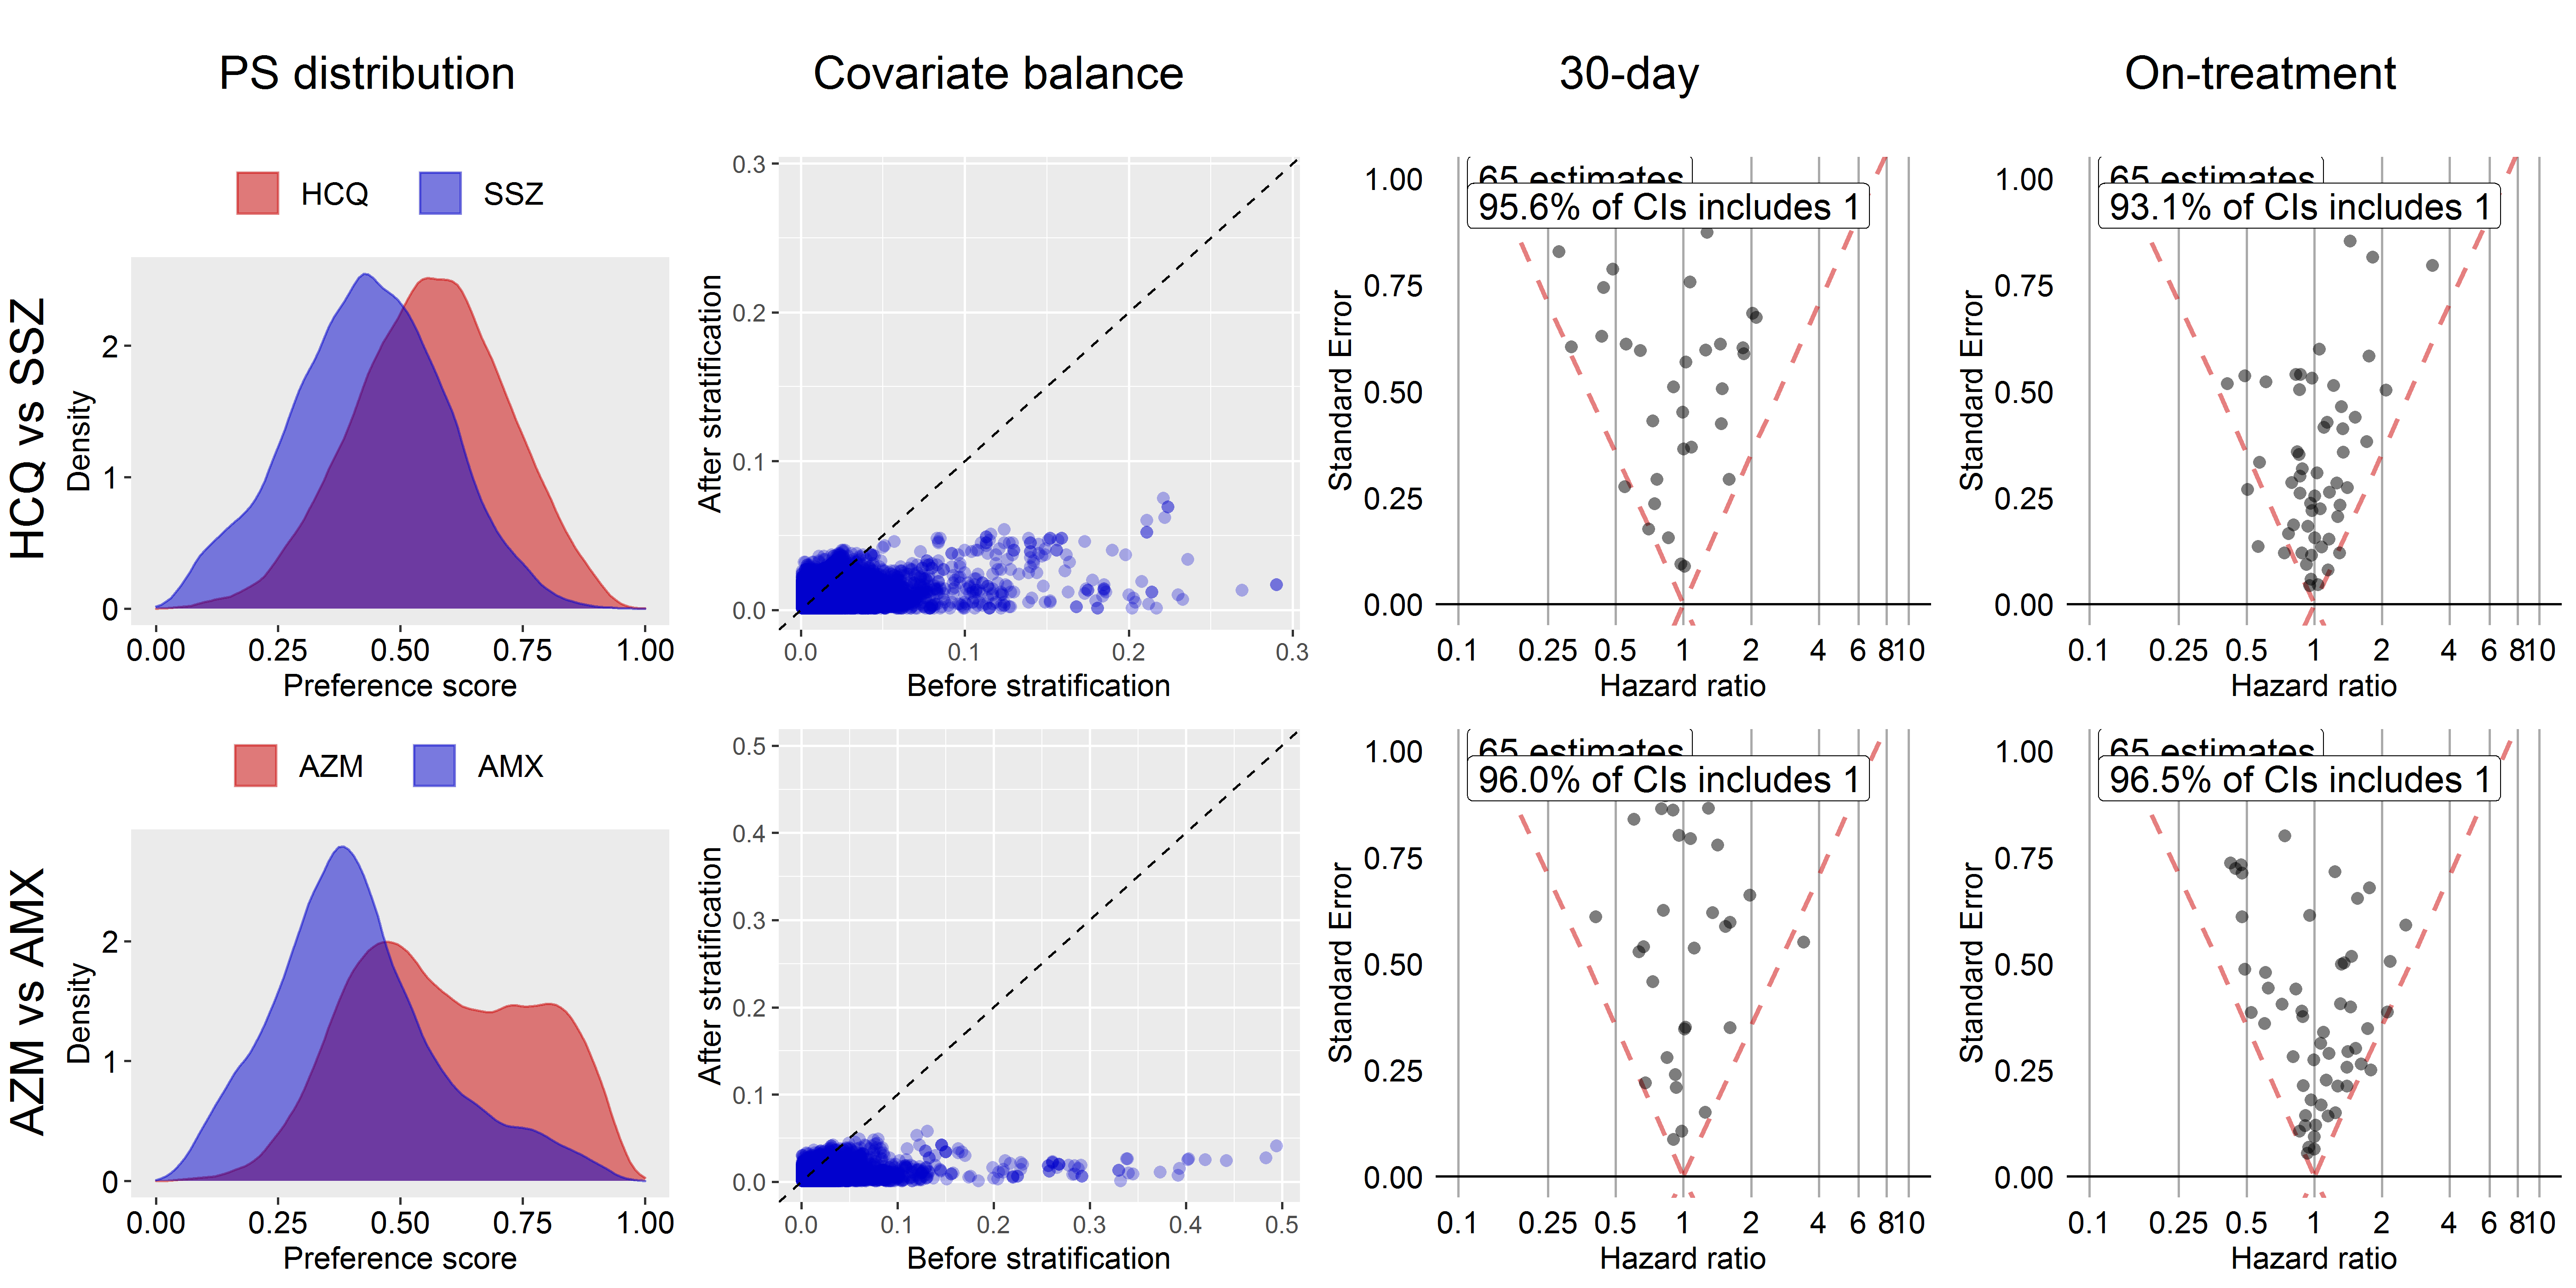 PS distribution
Covariate balance
30-day
On-treatment
HCQ vs SSZ
HCQ SSZ
Density
2
1
0
0.00 0.25 0.50 0.75 1.00
Preference score
After stratification
0.3
0.2
0.1
0.0
0.0 0.1 0.2 0.3
Before stratification
65 estimates
95.6% of CIs includes 1
Standard Error
1.00
0.75
0.50
0.25
0.00
0.1 0.25 0.5 1 2 4 6 8 10
Hazard ratio
65 estimates
93.1% of CIs includes 1
Standard Error
1.00
0.75
0.50
0.25
0.00
0.1 0.25 0.5 1 2 4 6 8 10
Hazard ratio
AZM vs AMX
AZM AMX
Density
2
1
0
0.00 0.25 0.50 0.75 1.00
Preference score
After stratification
0.5
0.4
0.3
0.2
0.1
0.0
0.0 0.1 0.2 0.3 0.4 0.5
Before stratification
65 estimates
96.0% of CIs includes 1
Standard Error
1.00
0.75
0.50
0.25
0.00
0.1 0.25 0.5 1 2 4 6 8 10
Hazard ratio
65 estimates
96.5% of CIs includes 1
Standard Error
1.00
0.75
0.50
0.25
0.00
0.1 0.25 0.5 1 2 4 6 8 10
Hazard ratio